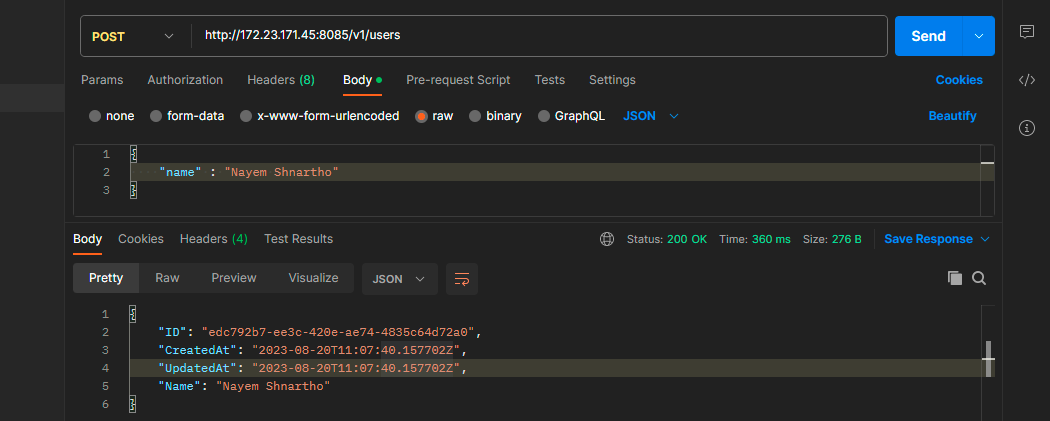 POST http://172.23.171.45:8085/v1/users Send
Params Authorization Headers (8) Body Pre-request Script Tests Settings Cookies
none form-data x-www-form-urlencoded raw binary GraphQL JSON Beautify
1 {
2 "name" : "Nayem Shnartho"
3 }
Body Cookies Headers (4) Test Results Status: 200 OK Time: 360 ms Size: 276 B Save Response
Pretty Raw Preview Visualize JSON
1 {
2 "ID": "edc792b7-ee3c-420e-ae74-4835c64d72a0",
3 "CreatedAt": "2023-08-20T11:07:40.157702Z",
4 "UpdatedAt": "2023-08-20T11:07:40.157702Z",
5 "Name": "Nayem Shnartho"
6 }